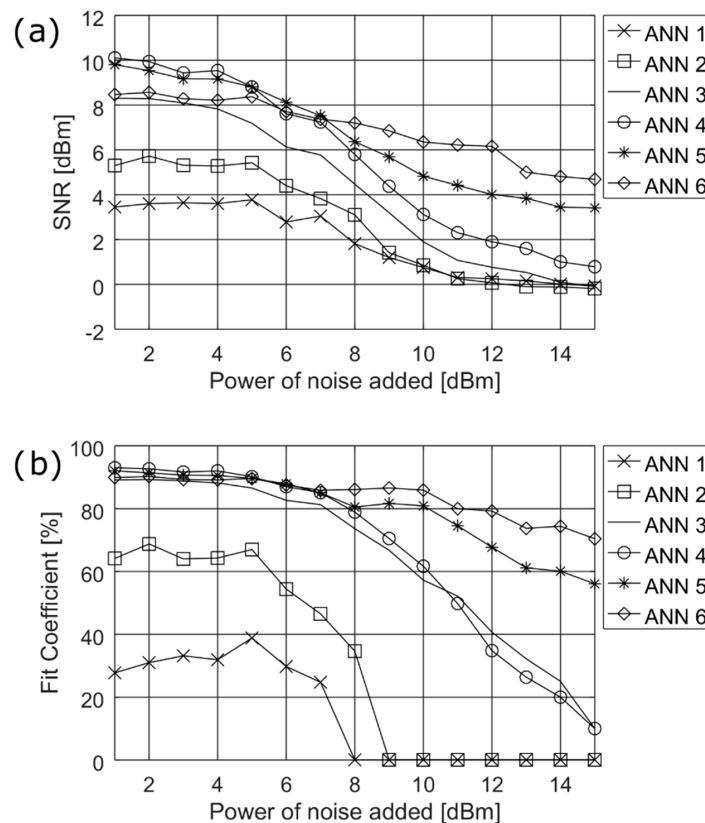 (a)
12
10
8
6
4
2
0
-2
SNR [dBm]
2 4 6 8 10 12 14
Power of noise added [dBm]
ANN 1
ANN 2
ANN 3
ANN 4
ANN 5
ANN 6
(b)
100
80
60
40
20
0
Fit Coefficient [%]
2 4 6 8 10 12 14
Power of noise added [dBm]
ANN 1
ANN 2
ANN 3
ANN 4
ANN 5
ANN 6